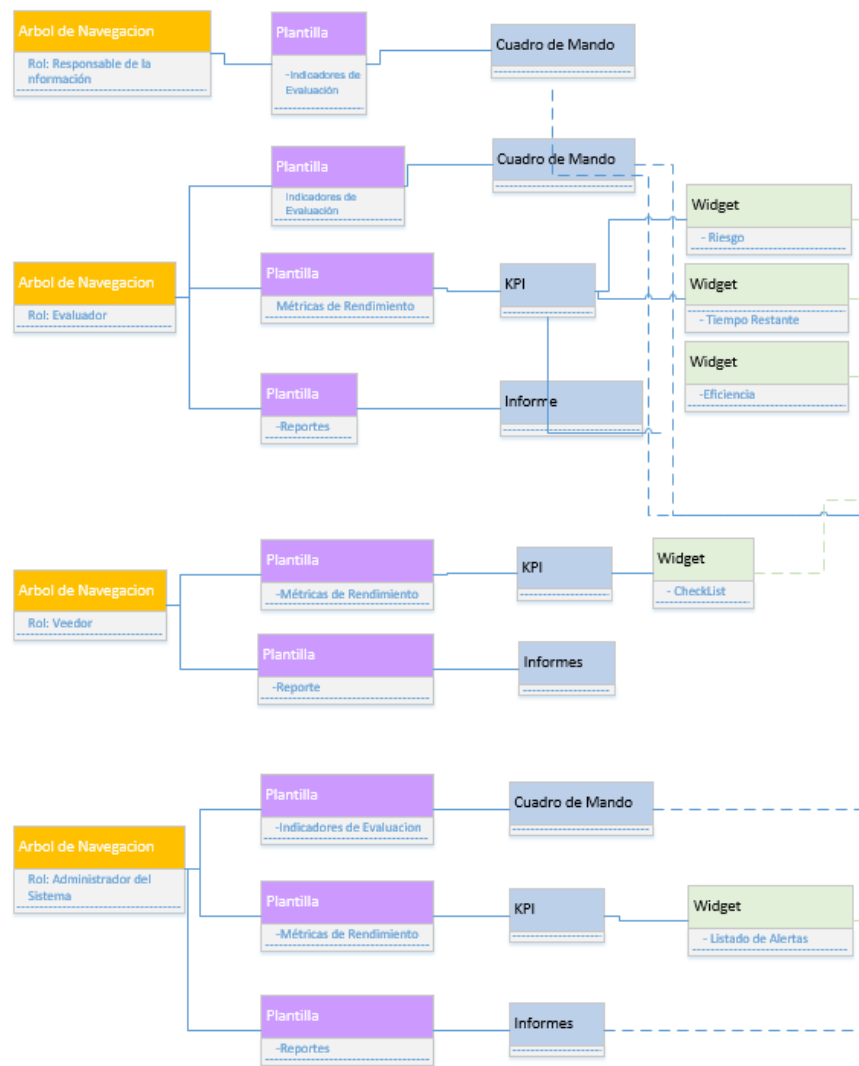 Arbol de Navegacion
Rol: Responsable de la
nformación
Plantilla
-Indicadores de
Evaluación
Cuadro de Mando
Arbol de Navegacion
Rol: Evaluador
Plantilla
Indicadores de
Evaluación
Cuadro de Mando
Plantilla
Métricas de Rendimiento
KPI
Widget
- Riesgo
Widget
- Tiempo Restante
Widget
-Eficiencia
Plantilla
-Reportes
Informe
Arbol de Navegacion
Rol: Veedor
Plantilla
-Métricas de Rendimiento
KPI
Widget
- CheckList
Plantilla
-Reporte
Informes
Arbol de Navegacion
Rol: Administrador del
Sistema
Plantilla
-Indicadores de Evaluacion
Cuadro de Mando
Plantilla
-Métricas de Rendimiento
KPI
Widget
- Listado de Alertas
Plantilla
-Reportes
Informes